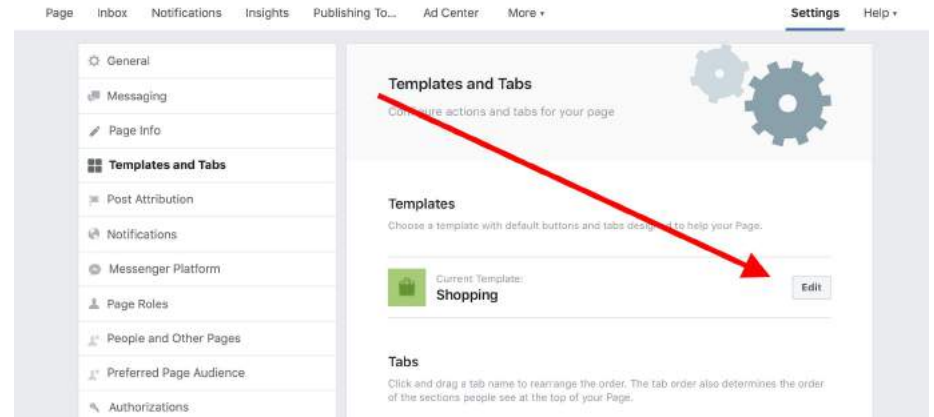 Page Inbox Notifications Insights Publishing To... Ad Center More Settings Help
General
Messaging
Page Info
Templates and Tabs
Post Attribution
Notifications
Messenger Platform
Page Roles
People and Other Pages
Preferred Page Audience
Authorizations
Templates and Tabs
Configure actions and tabs for your page
Templates
Choose a template with default buttons and tabs designed to help your Page.
Current Template:
Shopping
Edit
Tabs
Click and drag a tab name to rearrange the order. The tab order also determines the order
of the sections people see at the top of your Page.